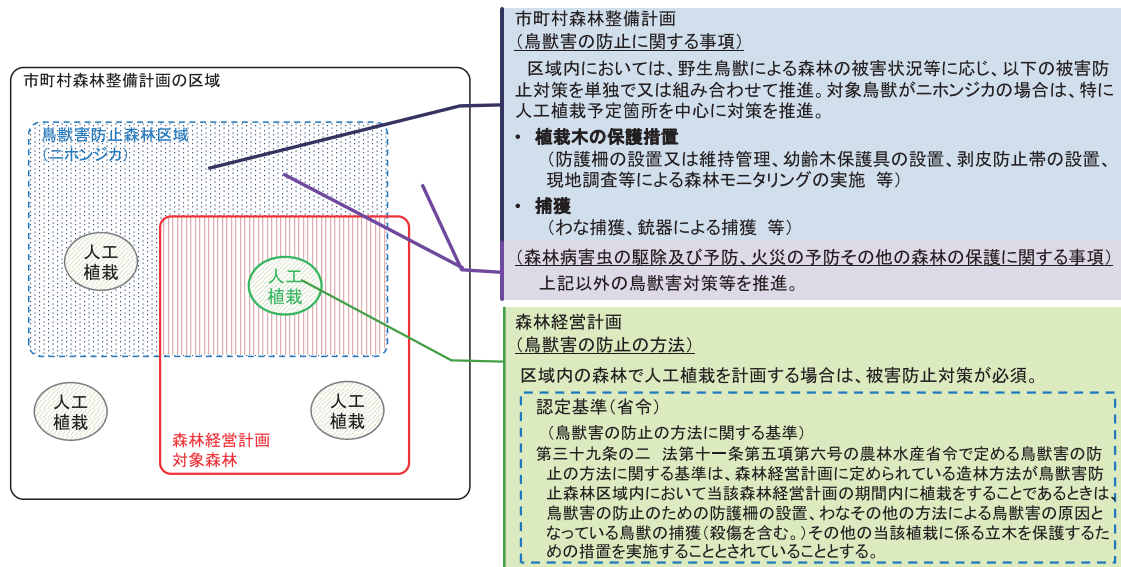 市町村森林整備計画の区域
鳥獣害防止森林区域
(ニホンジカ)
人工
植栽
人工
植栽
人工
植栽
人工
植栽
森林経営計画
対象森林
市町村森林整備計画
(鳥獣害の防止に関する事項)
区域内においては、野生鳥獣による森林の被害状況等に応じ、以下の被害防
止対策を単独で又は組み合わせて推進。対象鳥獣がニホンジカの場合は、特に
人工植栽予定箇所を中心に対策を推進。
・ 植栽木の保護措置
(防護柵の設置又は維持管理、幼齢木保護具の設置、剥皮防止帯の設置、
現地調査等による森林モニタリングの実施 等)
・ 捕獲
(わな捕獲、銃器による捕獲 等)
(森林病害虫の駆除及び予防、火災の予防その他の森林の保護に関する事項)
上記以外の鳥獣害対策等を推進。
森林経営計画
(鳥獣害の防止の方法)
区域内の森林で人工植栽を計画する場合は、被害防止対策が必須。
認定基準(省令)
(鳥獣害の防止の方法に関する基準)
第三十九条の二 法第十一条第五項第六号の農林水産省令で定める鳥獣害の防
止の方法に関する基準は、森林経営計画に定められている造林方法が鳥獣害防
止森林区域内において当該森林経営計画の期間内に植栽をすることであるときは、
鳥獣害の防止のための防護柵の設置、わなその他の方法による鳥獣害の原因と
なっている鳥獣の捕獲(殺傷を含む。)その他の当該植栽に係る立木を保護するた
めの措置を実施することとされていることとする。